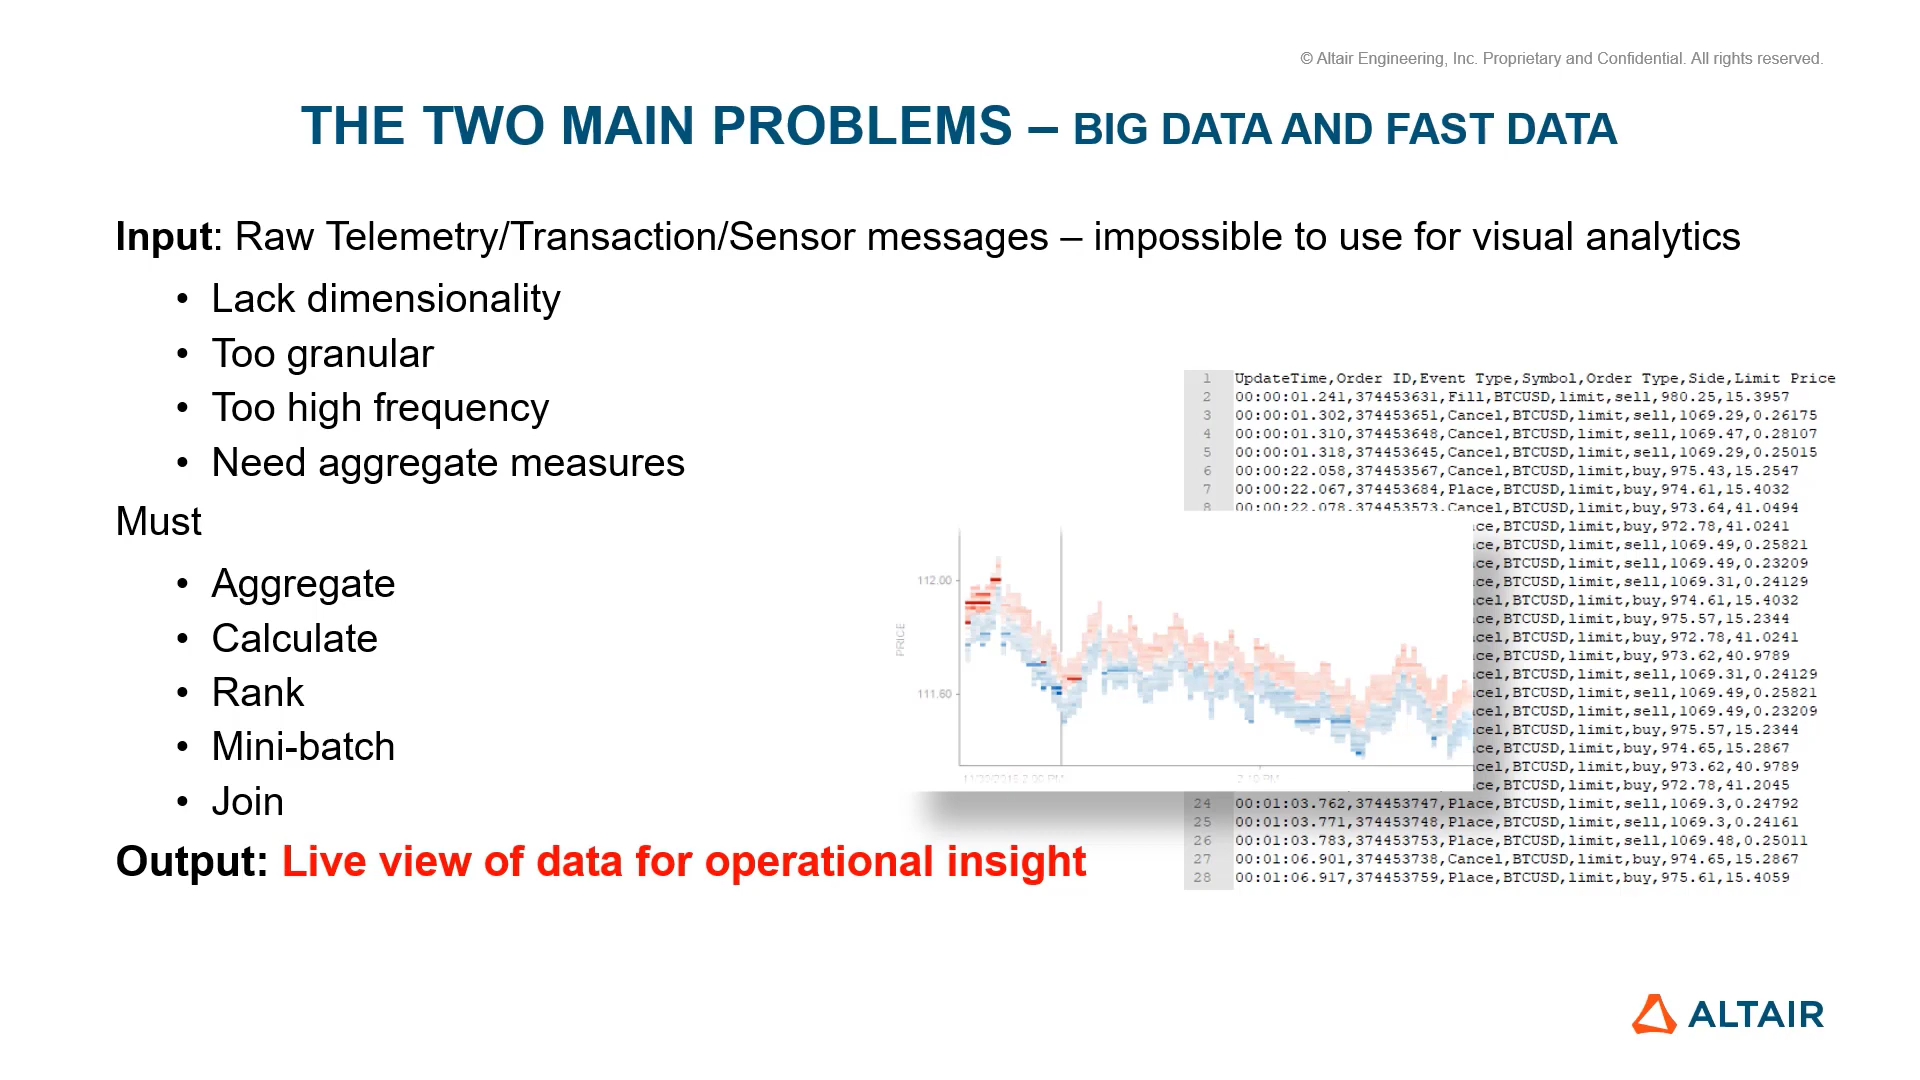 © Altair Engineering, Inc. Proprietary and Confidential. All rights reserved.
THE TWO MAIN PROBLEMS – BIG DATA AND FAST DATA
Input: Raw Telemetry/Transaction/Sensor messages – impossible to use for visual analytics
• Lack dimensionality
• Too granular
• Too high frequency
• Need aggregate measures
Must
• Aggregate
• Calculate
• Rank
• Mini-batch
• Join
Output: Live view of data for operational insight
1 UpdateTime,Order ID,Event Type,Symbol,Order Type,Side,Limit Price
2 00:00:01.241,374453631,Fill,BTCUSD,limit,sell,980.25,15.3957
3 00:00:01.302,374453651,Cancel,BTCUSD,limit,sell,1069.29,0.26175
4 00:00:01.310,374453648,Cancel,BTCUSD,limit,sell,1069.47,0.28107
5 00:00:01.318,374453645,Cancel,BTCUSD,limit,sell,1069.29,0.25015
6 00:00:22.058,374453567,Cancel,BTCUSD,limit,buy,975.43,15.2547
7 00:00:22.067,374453684,Place,BTCUSD,limit,buy,974.61,15.4032
8 00:00:22.078,374453573,Cancel,BTCUSD,limit,buy,973.64,41.0494
ce,BTCUSD,limit,buy,972.78,41.0241
ce,BTCUSD,limit,sell,1069.49,0.25821
ce,BTCUSD,limit,sell,1069.49,0.23209
ce,BTCUSD,limit,sell,1069.31,0.24129
cel,BTCUSD,limit,buy,974.61,15.4032
ce,BTCUSD,limit,buy,975.57,15.2344
cel,BTCUSD,limit,buy,972.78,41.0241
ce,BTCUSD,limit,buy,973.62,40.9789
cel,BTCUSD,limit,sell,1069.31,0.24129
cel,BTCUSD,limit,sell,1069.49,0.25821
cel,BTCUSD,limit,sell,1069.49,0.23209
cel,BTCUSD,limit,buy,975.57,15.2344
ce,BTCUSD,limit,buy,974.65,15.2867
cel,BTCUSD,limit,buy,973.62,40.9789
cel,BTCUSD,limit,buy,972.78,41.2045
24 00:01:03.762,374453747,Place,BTCUSD,limit,sell,1069.3,0.24792
25 00:01:03.771,374453748,Place,BTCUSD,limit,sell,1069.3,0.24161
26 00:01:03.783,374453753,Place,BTCUSD,limit,sell,1069.48,0.25011
27 00:01:06.901,374453738,Cancel,BTCUSD,limit,buy,974.65,15.2867
28 00:01:06.917,374453759,Place,BTCUSD,limit,buy,975.61,15.4059
112.00
PRICE
111.60
2:10 PM
ALTAIR